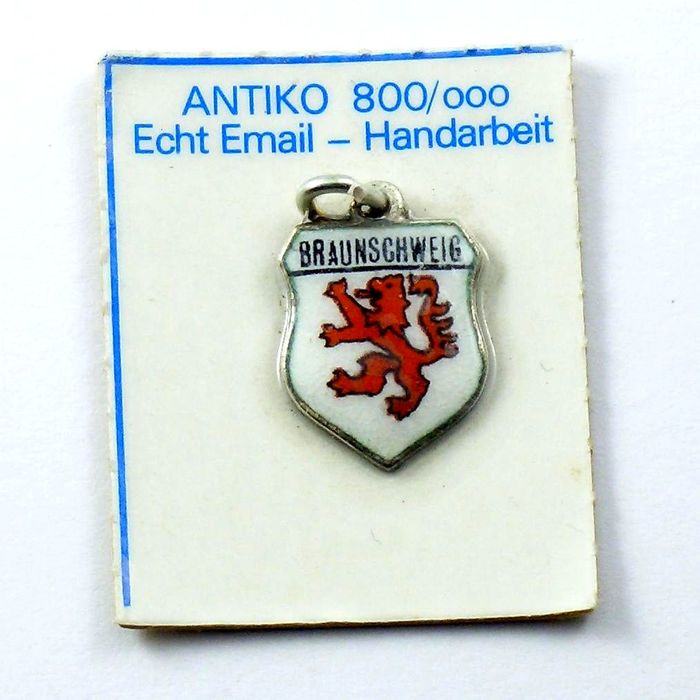 ANTIKO 800/ooo
Echt Email – Handarbeit
BRAUNSCHWEIG